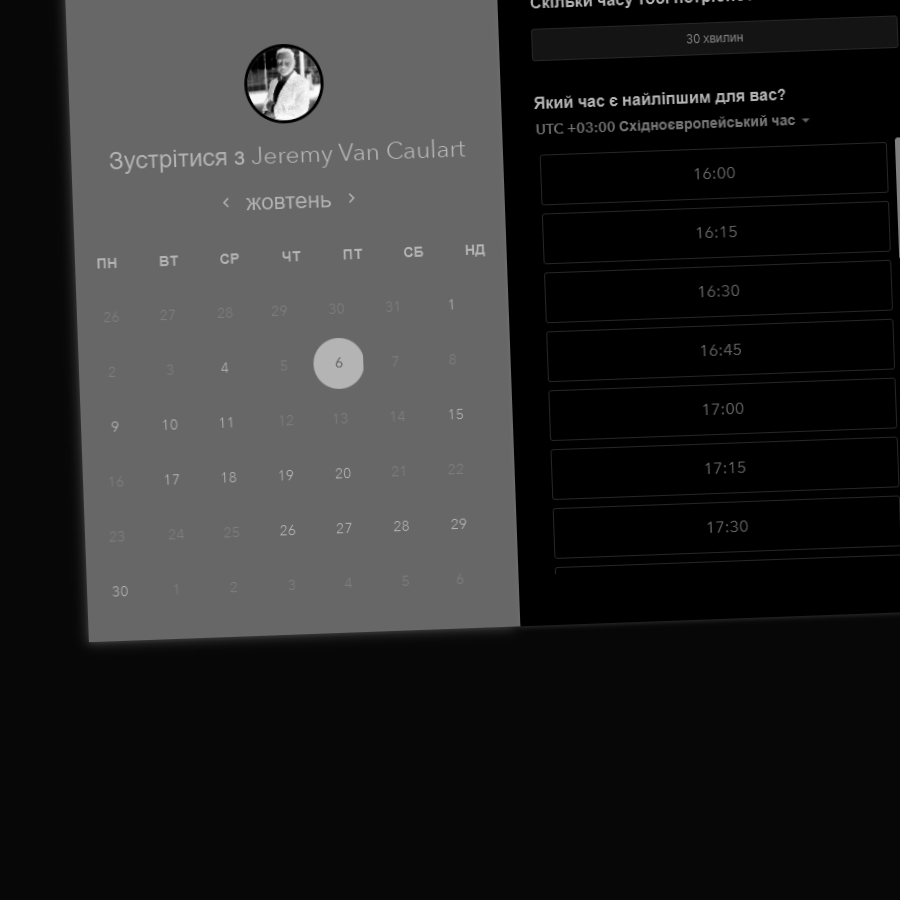 Зустрітися з Jeremy Van Caulart
жовтень
ПН ВТ СР ЧТ ПТ СБ НД
26 27 28 29 30 31 1
2 3 4 5 6 7 8
9 10 11 12 13 14 15
16 17 18 19 20 21 22
23 24 25 26 27 28 29
30 1 2 3 4 5 6
Скільки часу тобі
30 хвилин
Який час є найліпшим для вас?
UTC +03:00 Східноєвропейський час
16:00
16:15
16:30
16:45
17:00
17:15
17:30